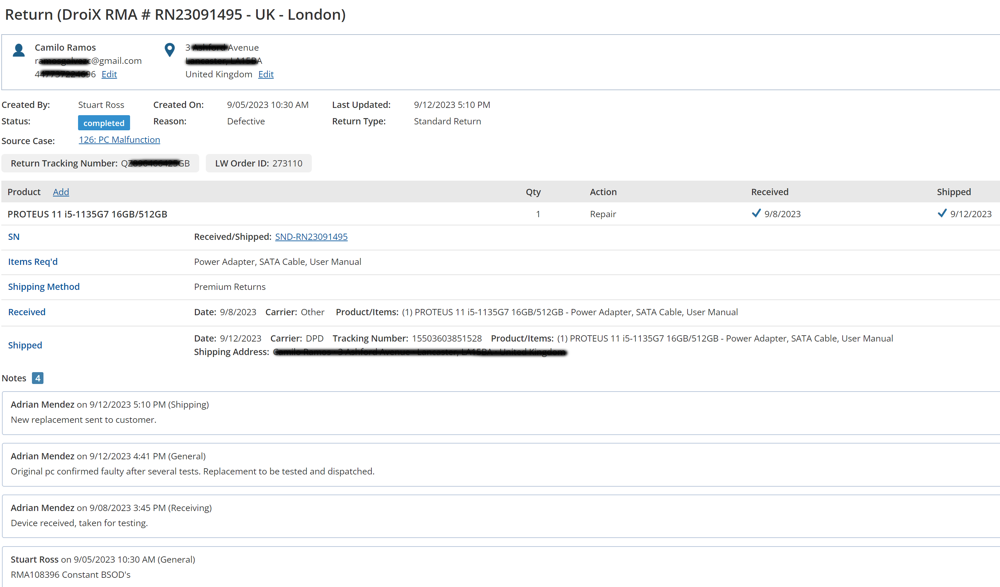 Return (DroiX RMA # RN23091495 - UK - London)
Camilo Ramos
@gmail.com
Edit
3 Avenue
United Kingdom Edit
Created By: Stuart Ross Created On: 9/05/2023 10:30 AM Last Updated: 9/12/2023 5:10 PM
Status: completed Reason: Defective Return Type: Standard Return
Source Case: 126: PC Malfunction
Return Tracking Number: LW Order ID: 273110
Product Add Qty Action Received Shipped
PROTEUS 11 i5-1135G7 16GB/512GB 1 Repair 9/8/2023 9/12/2023
SN Received/Shipped: SND-RN23091495
Items Req'd Power Adapter, SATA Cable, User Manual
Shipping Method Premium Returns
Received Date: 9/8/2023 Carrier: Other Product/Items: (1) PROTEUS 11 i5-1135G7 16GB/512GB - Power Adapter, SATA Cable, User Manual
Shipped Date: 9/12/2023 Carrier: DPD Tracking Number: 15503603851528 Product/Items: (1) PROTEUS 11 i5-1135G7 16GB/512GB - Power Adapter, SATA Cable, User Manual
Shipping Address:
Notes 4
Adrian Mendez on 9/12/2023 5:10 PM (Shipping)
New replacement sent to customer.
Adrian Mendez on 9/12/2023 4:41 PM (General)
Original pc confirmed faulty after several tests. Replacement to be tested and dispatched.
Adrian Mendez on 9/08/2023 3:45 PM (Receiving)
Device received, taken for testing.
Stuart Ross on 9/05/2023 10:30 AM (General)
RMA108396 Constant BSOD's